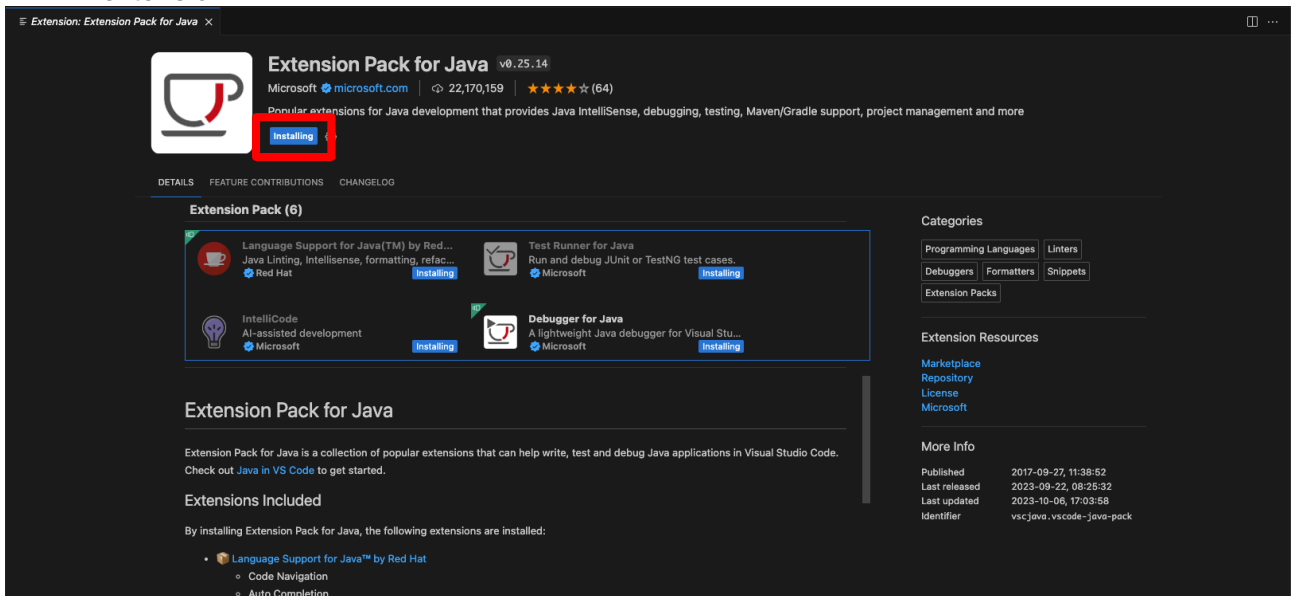 Extension: Extension Pack for Java ×
Extension Pack for Java v0.25.14
Microsoft microsoft.com | 22,170,159 | ★★★★☆(64)
Popular extensions for Java development that provides Java IntelliSense, debugging, testing, Maven/Gradle support, project management and more
Installing
DETAILS FEATURE CONTRIBUTIONS CHANGELOG
Extension Pack (6)
Language Support for Java(TM) by Red...
Java Linting, Intellisense, formatting, refac...
Red Hat Installing
Test Runner for Java
Run and debug JUnit or TestNG test cases.
Microsoft Installing
IntelliCode
AI-assisted development
Microsoft Installing
Debugger for Java
A lightweight Java debugger for Visual Stu...
Microsoft Installing
Extension Pack for Java
Extension Pack for Java is a collection of popular extensions that can help write, test and debug Java applications in Visual Studio Code.
Check out Java in VS Code to get started.
Extensions Included
By installing Extension Pack for Java, the following extensions are installed:
• 📦 Language Support for Java™ by Red Hat
◦ Code Navigation
◦ Auto Completion
Categories
Programming Languages Linters
Debuggers Formatters Snippets
Extension Packs
Extension Resources
Marketplace
Repository
License
Microsoft
More Info
Published 2017-09-27, 11:38:52
Last released 2023-09-22, 08:25:32
Last updated 2023-10-06, 17:03:58
Identifier vscjava.vscode-java-pack